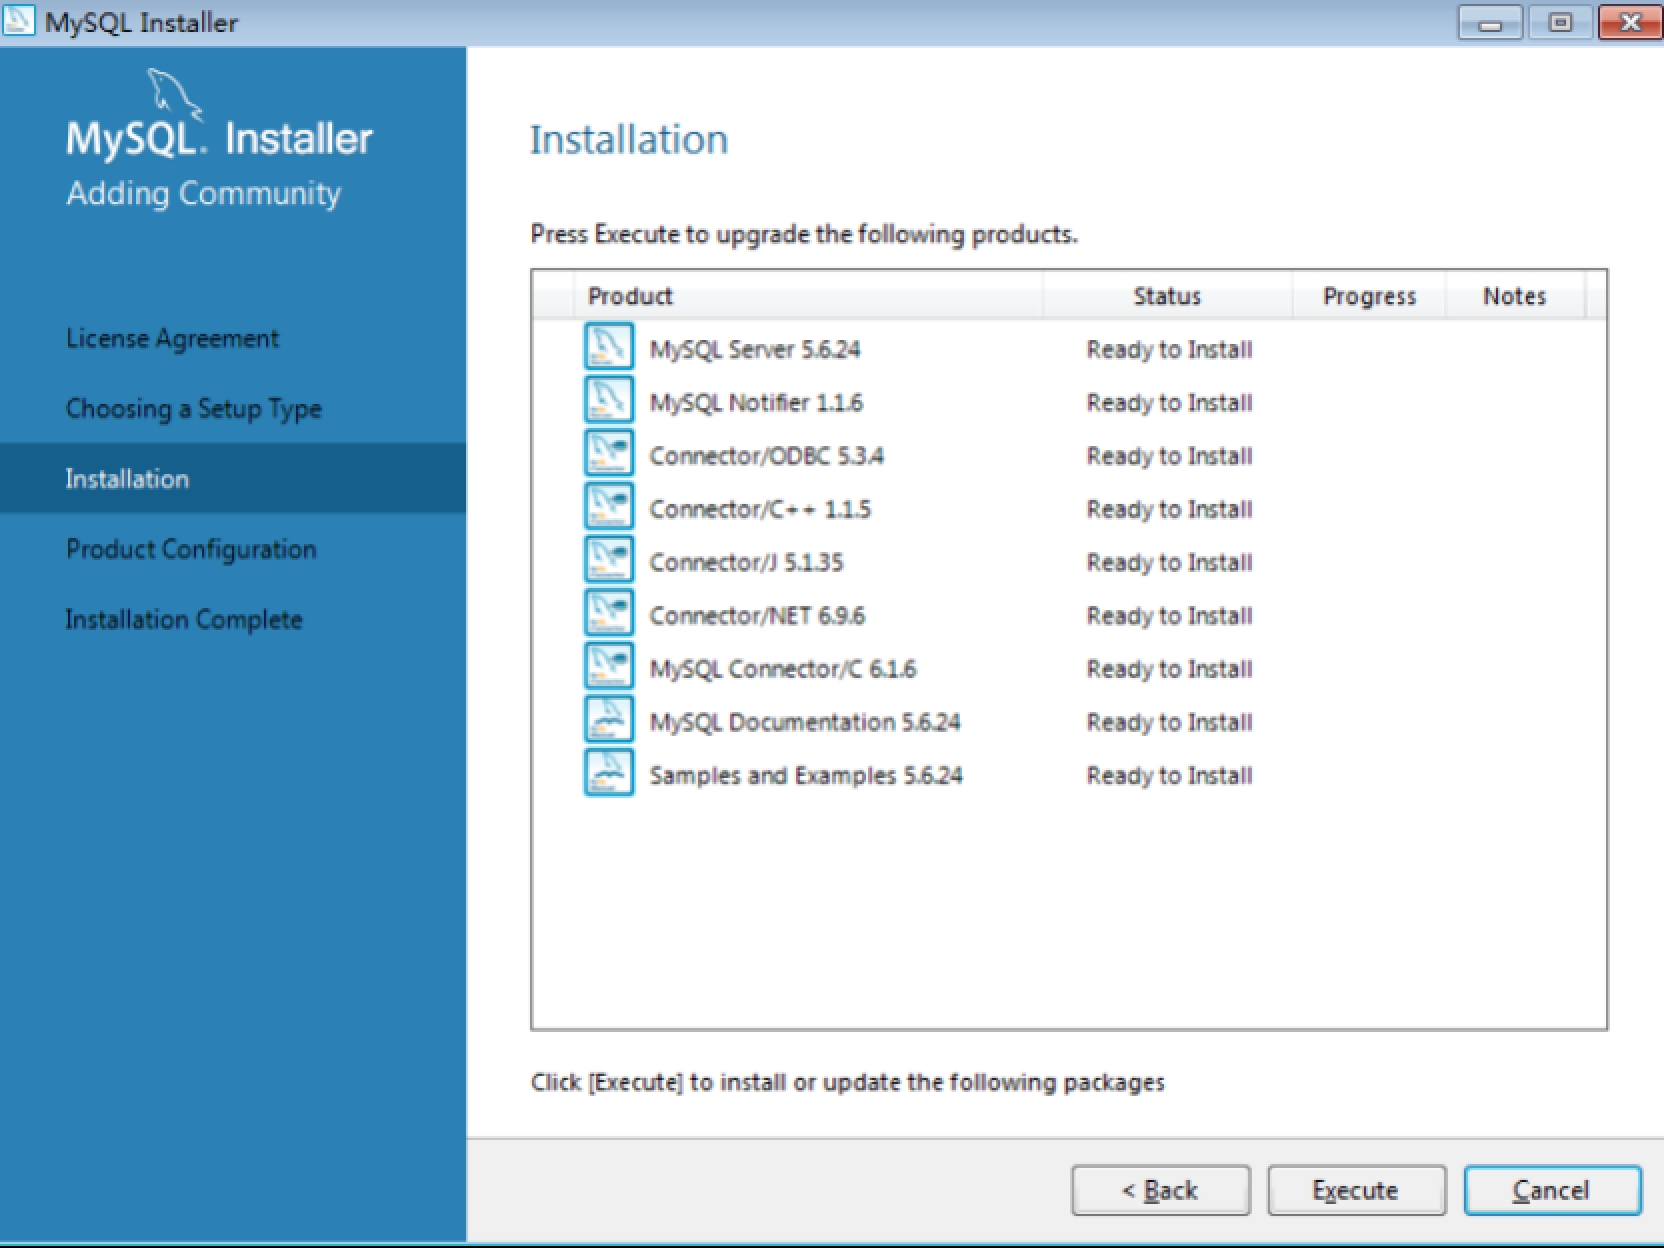 MySQL Installer
MySQL. Installer
Adding Community
License Agreement
Choosing a Setup Type
Installation
Product Configuration
Installation Complete
Installation
Press Execute to upgrade the following products.
Product Status Progress Notes
MySQL Server 5.6.24 Ready to Install
MySQL Notifier 1.1.6 Ready to Install
Connector/ODBC 5.3.4 Ready to Install
Connector/C++ 1.1.5 Ready to Install
Connector/J 5.1.35 Ready to Install
Connector/NET 6.9.6 Ready to Install
MySQL Connector/C 6.1.6 Ready to Install
MySQL Documentation 5.6.24 Ready to Install
Samples and Examples 5.6.24 Ready to Install
Click [Execute] to install or update the following packages
< Back Execute Cancel